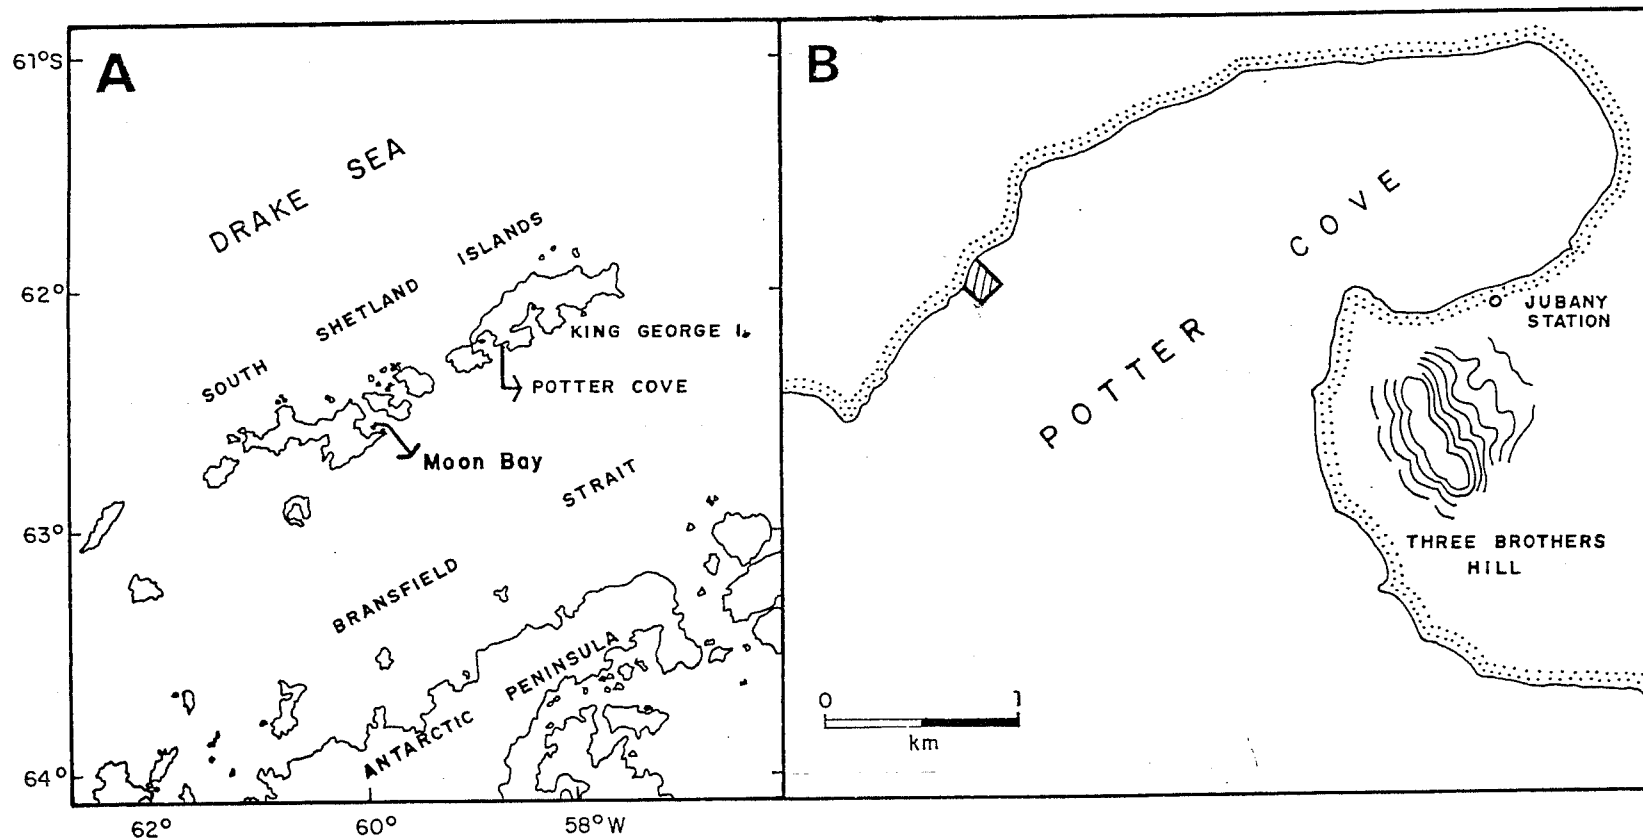 A
61°S
DRAKE SEA
SOUTH SHETLAND ISLANDS
62°
KING GEORGE I.
POTTER COVE
Moon Bay
BRANSFIELD STRAIT
63°
ANTARCTIC PENINSULA
64°
62°
60°
58°W
B
POTTER COVE
JUBANY
STATION
THREE BROTHERS
HILL
0 1
km